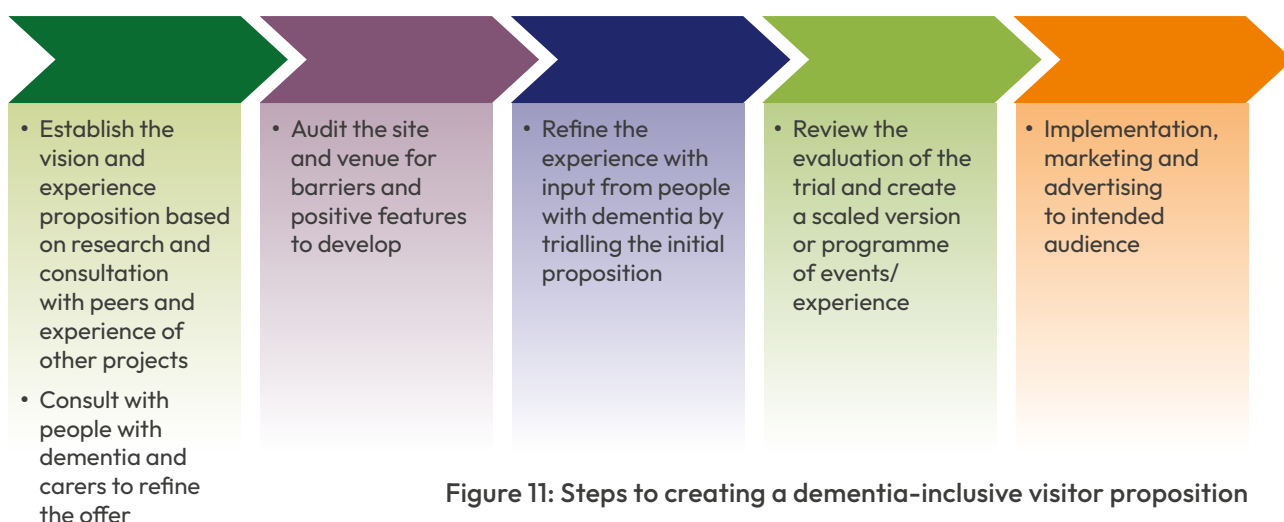 • Establish the
vision and
experience
proposition based
on research and
consultation
with peers and
experience of
other projects
• Consult with
people with
dementia and
carers to refine
the offer
• Audit the site
and venue for
barriers and
positive features
to develop
• Refine the
experience with
input from people
with dementia by
trialling the initial
proposition
• Review the
evaluation of the
trial and create
a scaled version
or programme
of events/
experience
• Implementation,
marketing and
advertising
to intended
audience
Figure 11: Steps to creating a dementia-inclusive visitor proposition